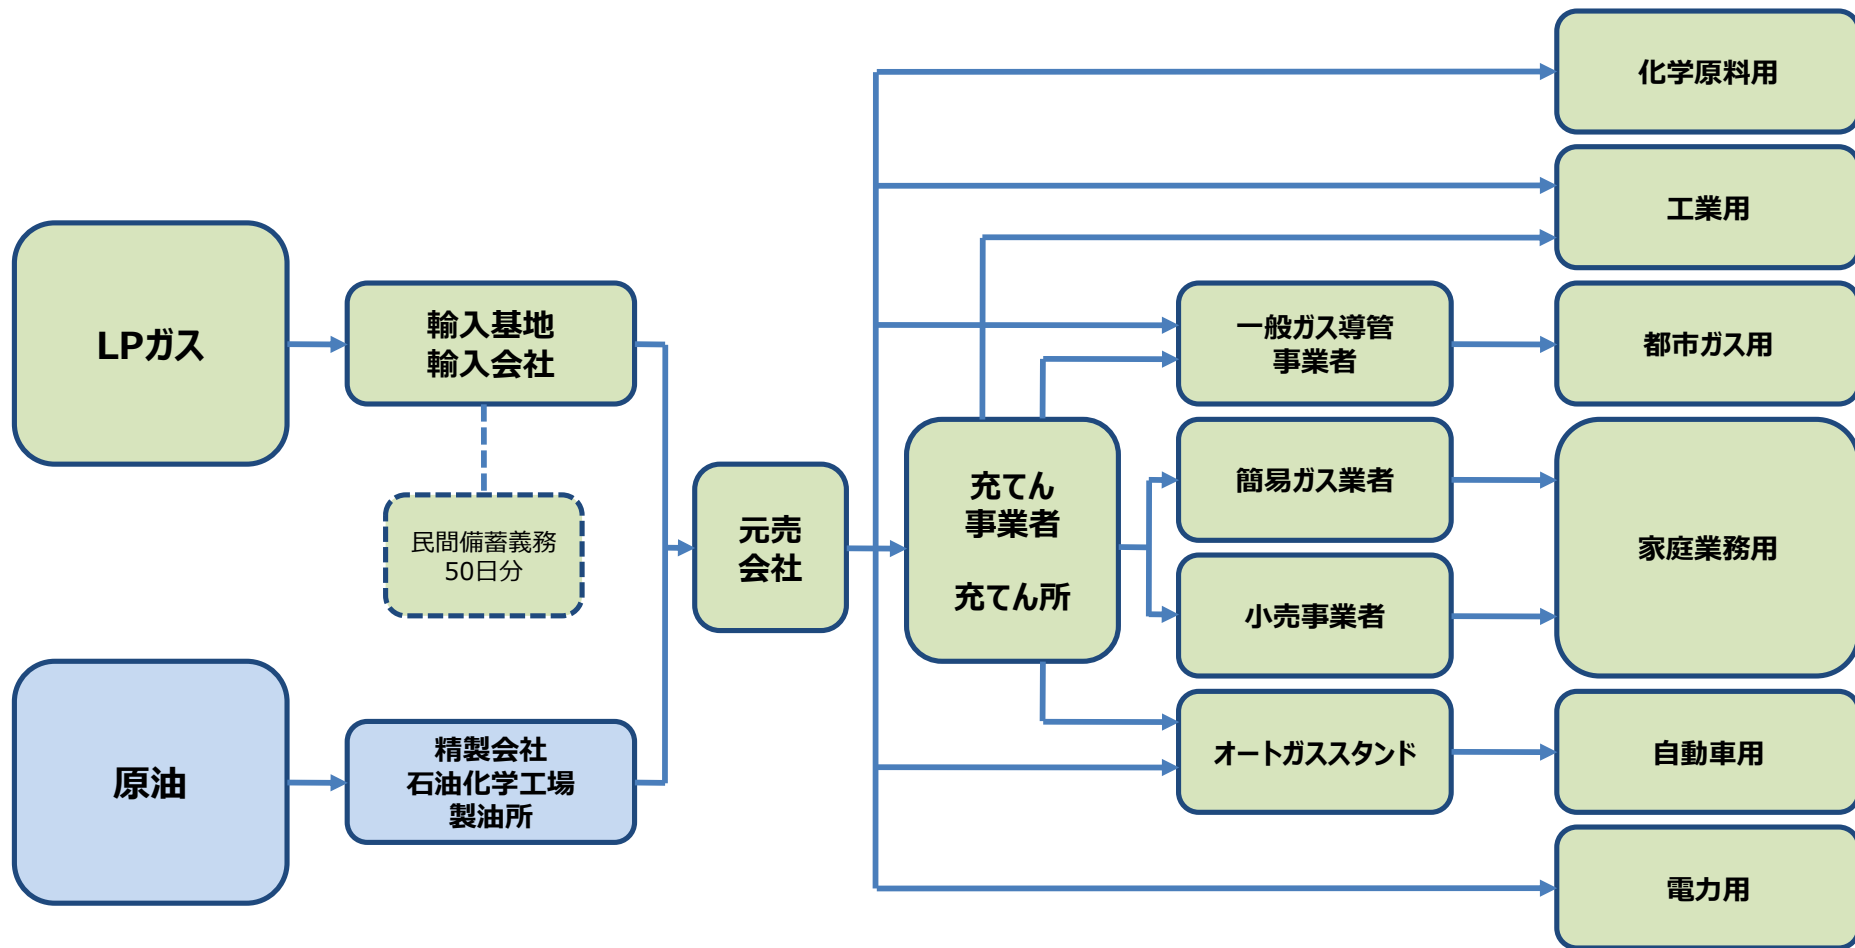 LPガス
輸入基地
輸入会社
民間備蓄義務
50日分
原油
精製会社
石油化学工場
製油所
元売
会社
充てん
事業者
充てん所
一般ガス導管
事業者
簡易ガス業者
小売事業者
オートガススタンド
化学原料用
工業用
都市ガス用
家庭業務用
自動車用
電力用